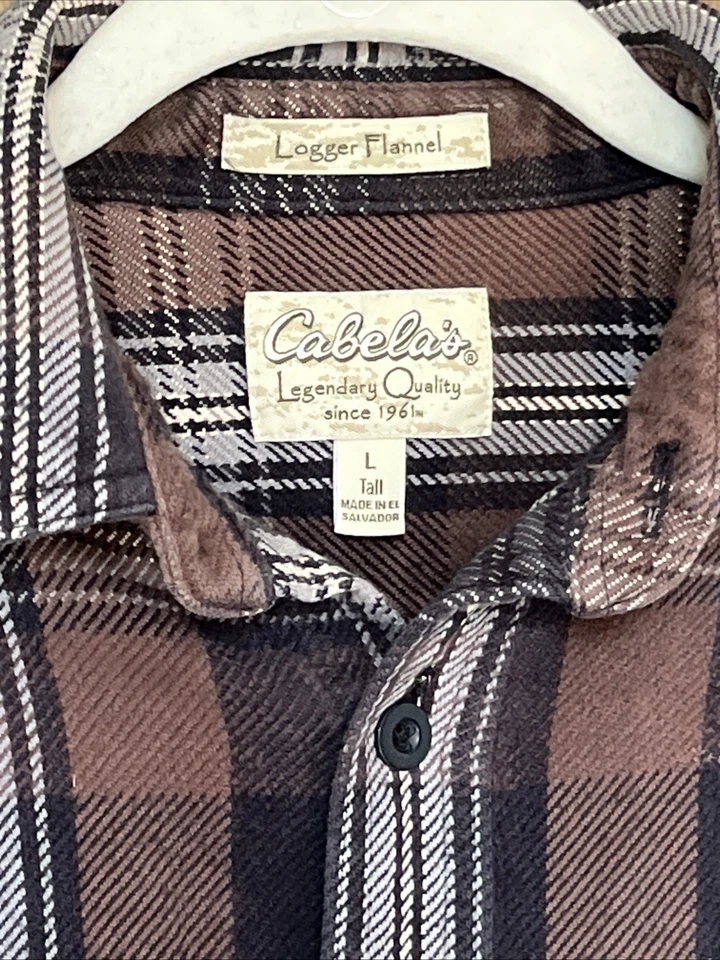 Logger Flannel
Cabela's®
Legendary Quality
since 1961™
L
Tall
MADE IN EL
SALVADOR